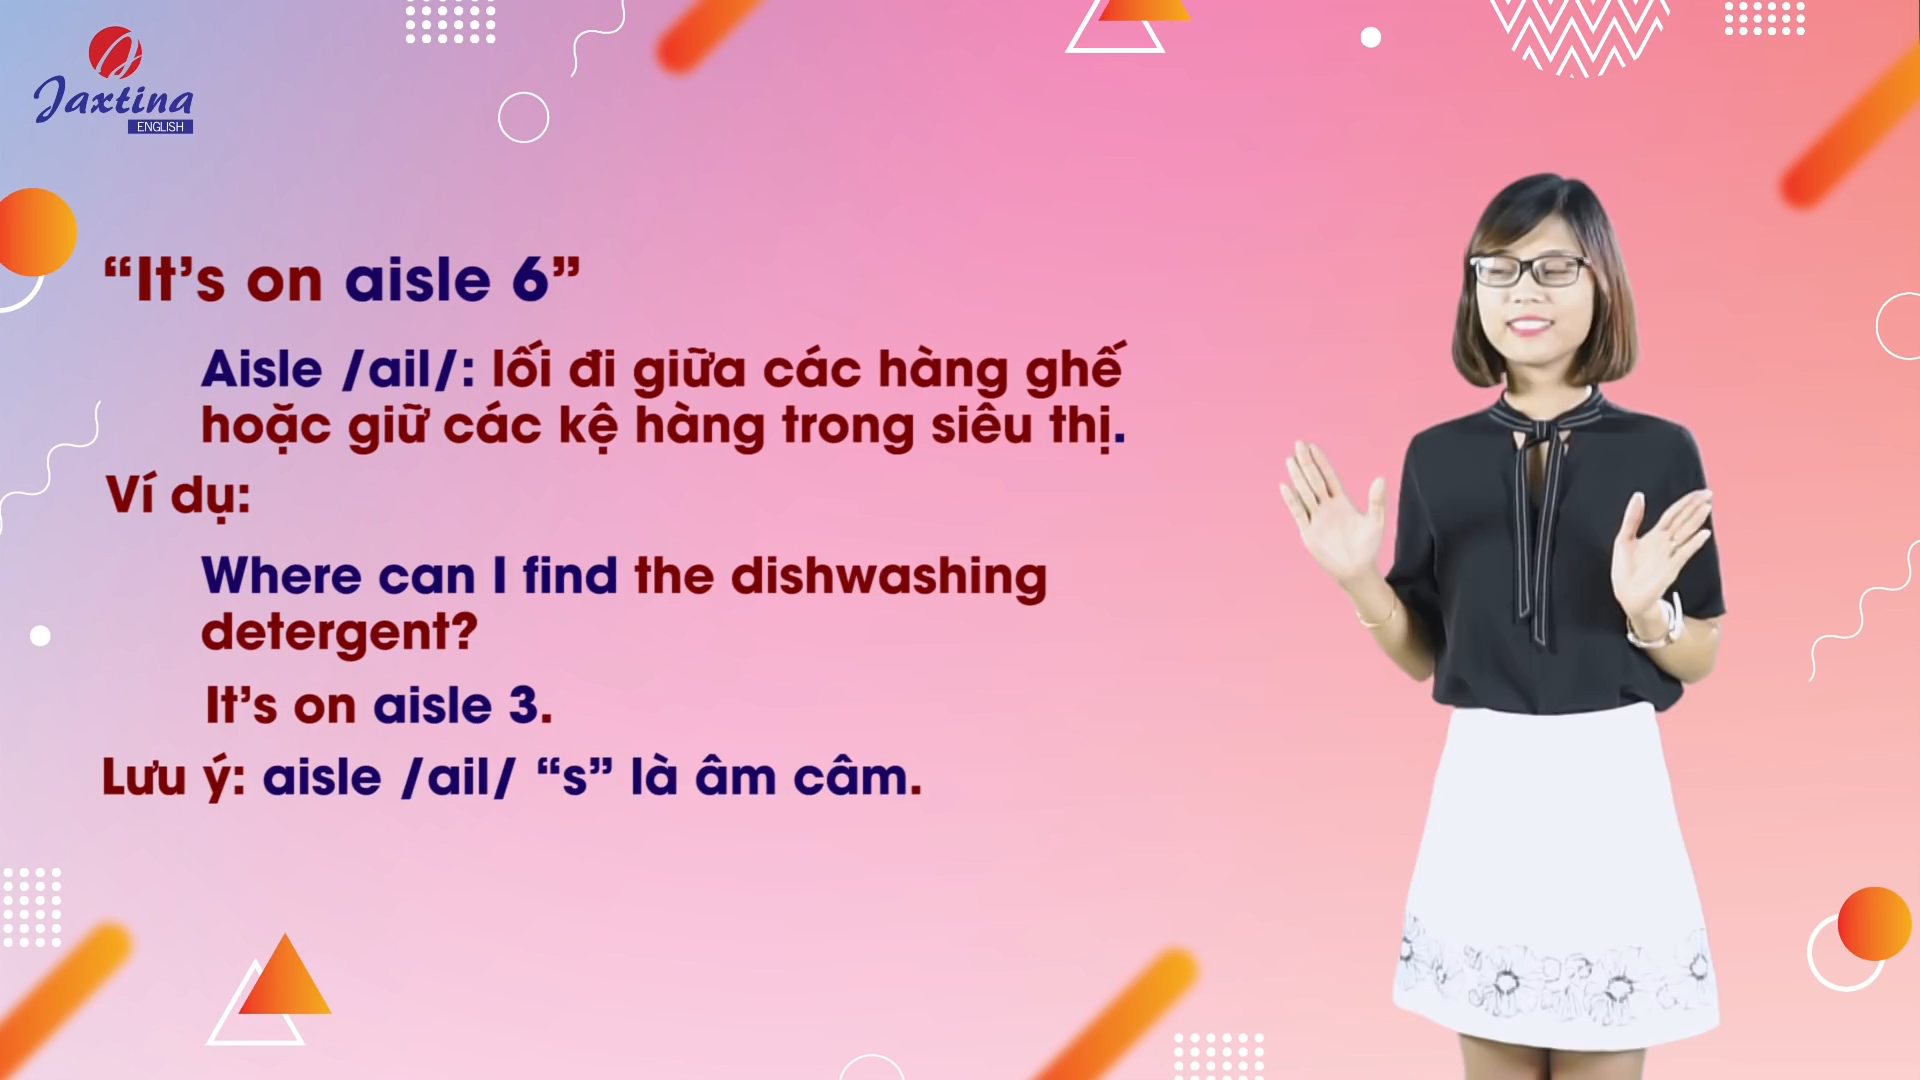 Jaxtina
ENGLISH
“It’s on aisle 6”
Aisle /ail/: lối đi giữa các hàng ghế
hoặc giữ các kệ hàng trong siêu thị.
Ví dụ:
Where can I find the dishwashing
detergent?
It’s on aisle 3.
Lưu ý: aisle /ail/ “s” là âm câm.